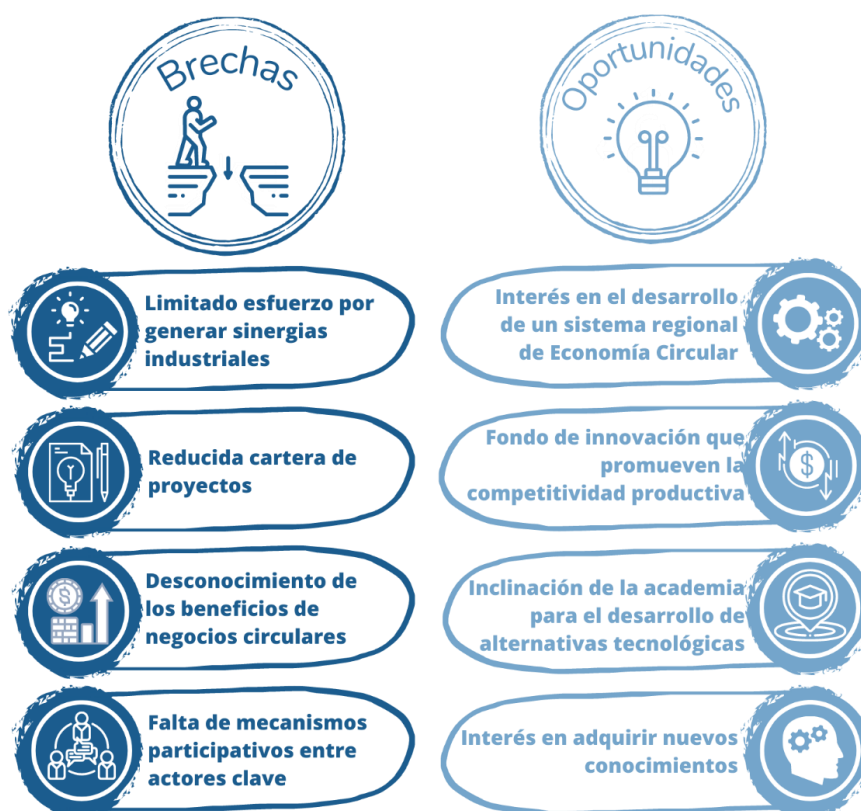 Brechas
Limitado esfuerzo por
generar sinergias
industriales
Reducida cartera de
proyectos
Desconocimiento de
los beneficios de
negocios circulares
Falta de mecanismos
participativos entre
actores clave
Oportunidades
Interés en el desarrollo
de un sistema regional
de Economía Circular
Fondo de innovación que
promueven la
competitividad productiva
Inclinación de la academia
para el desarrollo de
alternativas tecnológicas
Interés en adquirir nuevos
conocimientos